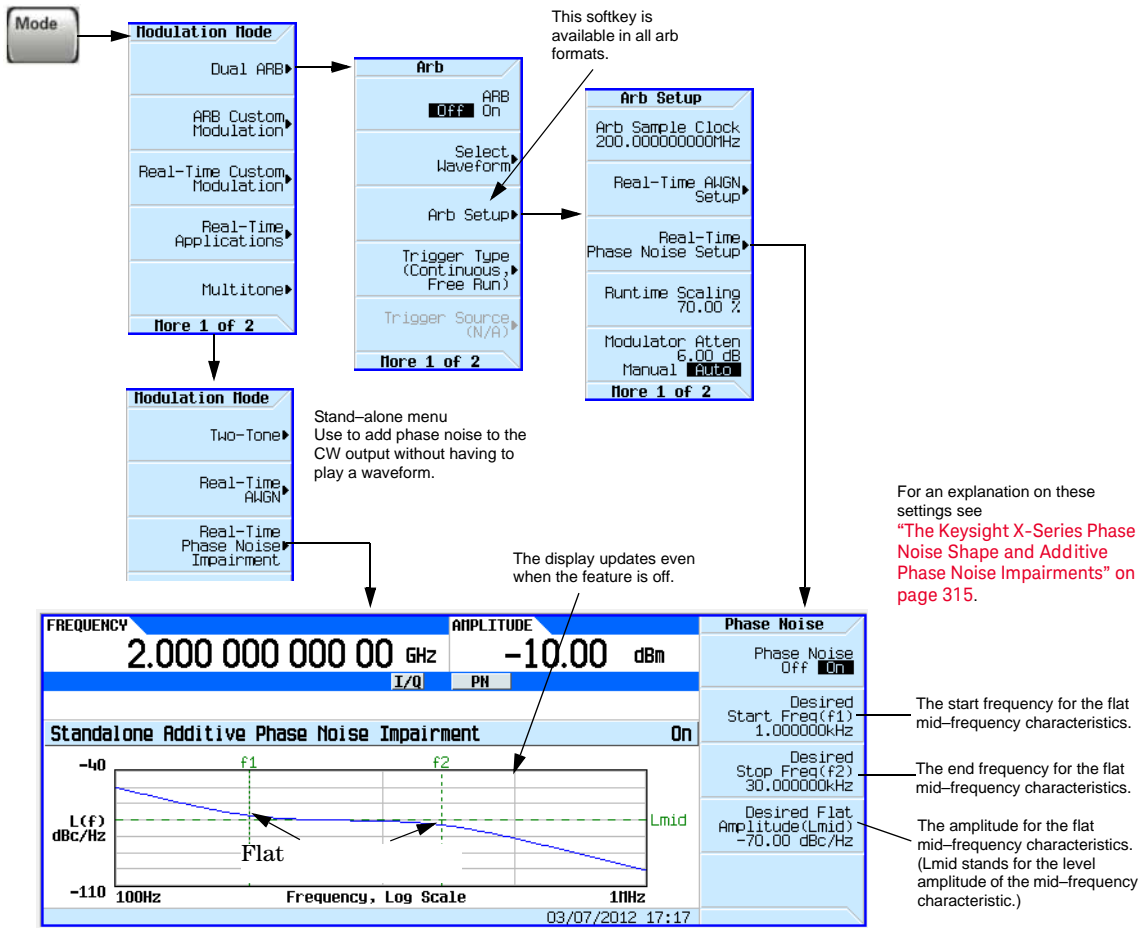 Mode
Modulation Mode
Dual ARB
ARB Custom
Modulation
Real-Time Custom
Modulation
Real-Time
Applications
Multitone
More 1 of 2
Arb
ARB
Off On
Select
Waveform
Arb Setup
Trigger Type
(Continuous,
Free Run)
Trigger Source
(N/A)
More 1 of 2
This softkey is
available in all arb
formats.
Arb Setup
Arb Sample Clock
200.000000000MHz
Real-Time AWGN
Setup
Real-Time
Phase Noise Setup
Runtime Scaling
70.00 %
Modulator Atten
6.00 dB
Manual Auto
More 1 of 2
Modulation Mode
Two-Tone
Real-Time
AWGN
Real-Time
Phase Noise
Impairment
Stand–alone menu
Use to add phase noise to the
CW output without having to
play a waveform.
For an explanation on these
settings see
“The Keysight X-Series Phase
Noise Shape and Additive
Phase Noise Impairments” on
page 315.
The display updates even
when the feature is off.
FREQUENCY
2.000 000 000 00 GHz
AMPLITUDE
-10.00 dBm
I/Q
PN
Standalone Additive Phase Noise Impairment On
-40
f1
f2
L(f)
dBc/Hz
Lmid
Flat
-110
100Hz
Frequency, Log Scale
1MHz
03/07/2012 17:17
Phase Noise
Phase Noise
Off On
Desired
Start Freq(f1)
1.000000kHz
Desired
Stop Freq(f2)
30.000000kHz
Desired Flat
Amplitude(Lmid)
-70.00 dBc/Hz
The start frequency for the flat
mid–frequency characteristics.
The end frequency for the flat
mid–frequency characteristics.
The amplitude for the flat
mid–frequency characteristics.
(Lmid stands for the level
amplitude of the mid–frequency
characteristic.)